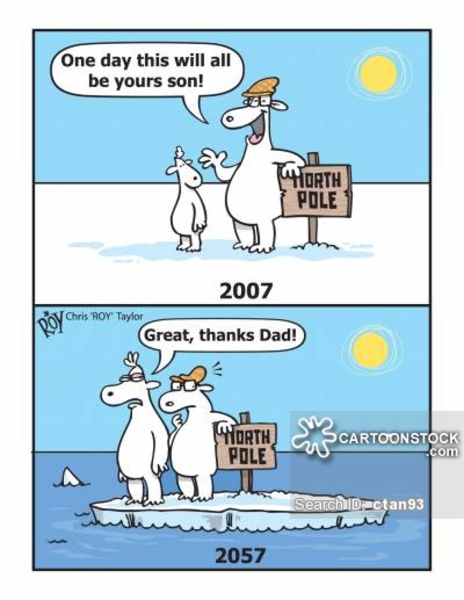 One day this will all
be yours son!
NORTH
POLE
2007
ROY Chris 'ROY' Taylor
Great, thanks Dad!
NORTH
POLE
CARTOONSTOCK
.com
Search ID: ctan93
2057